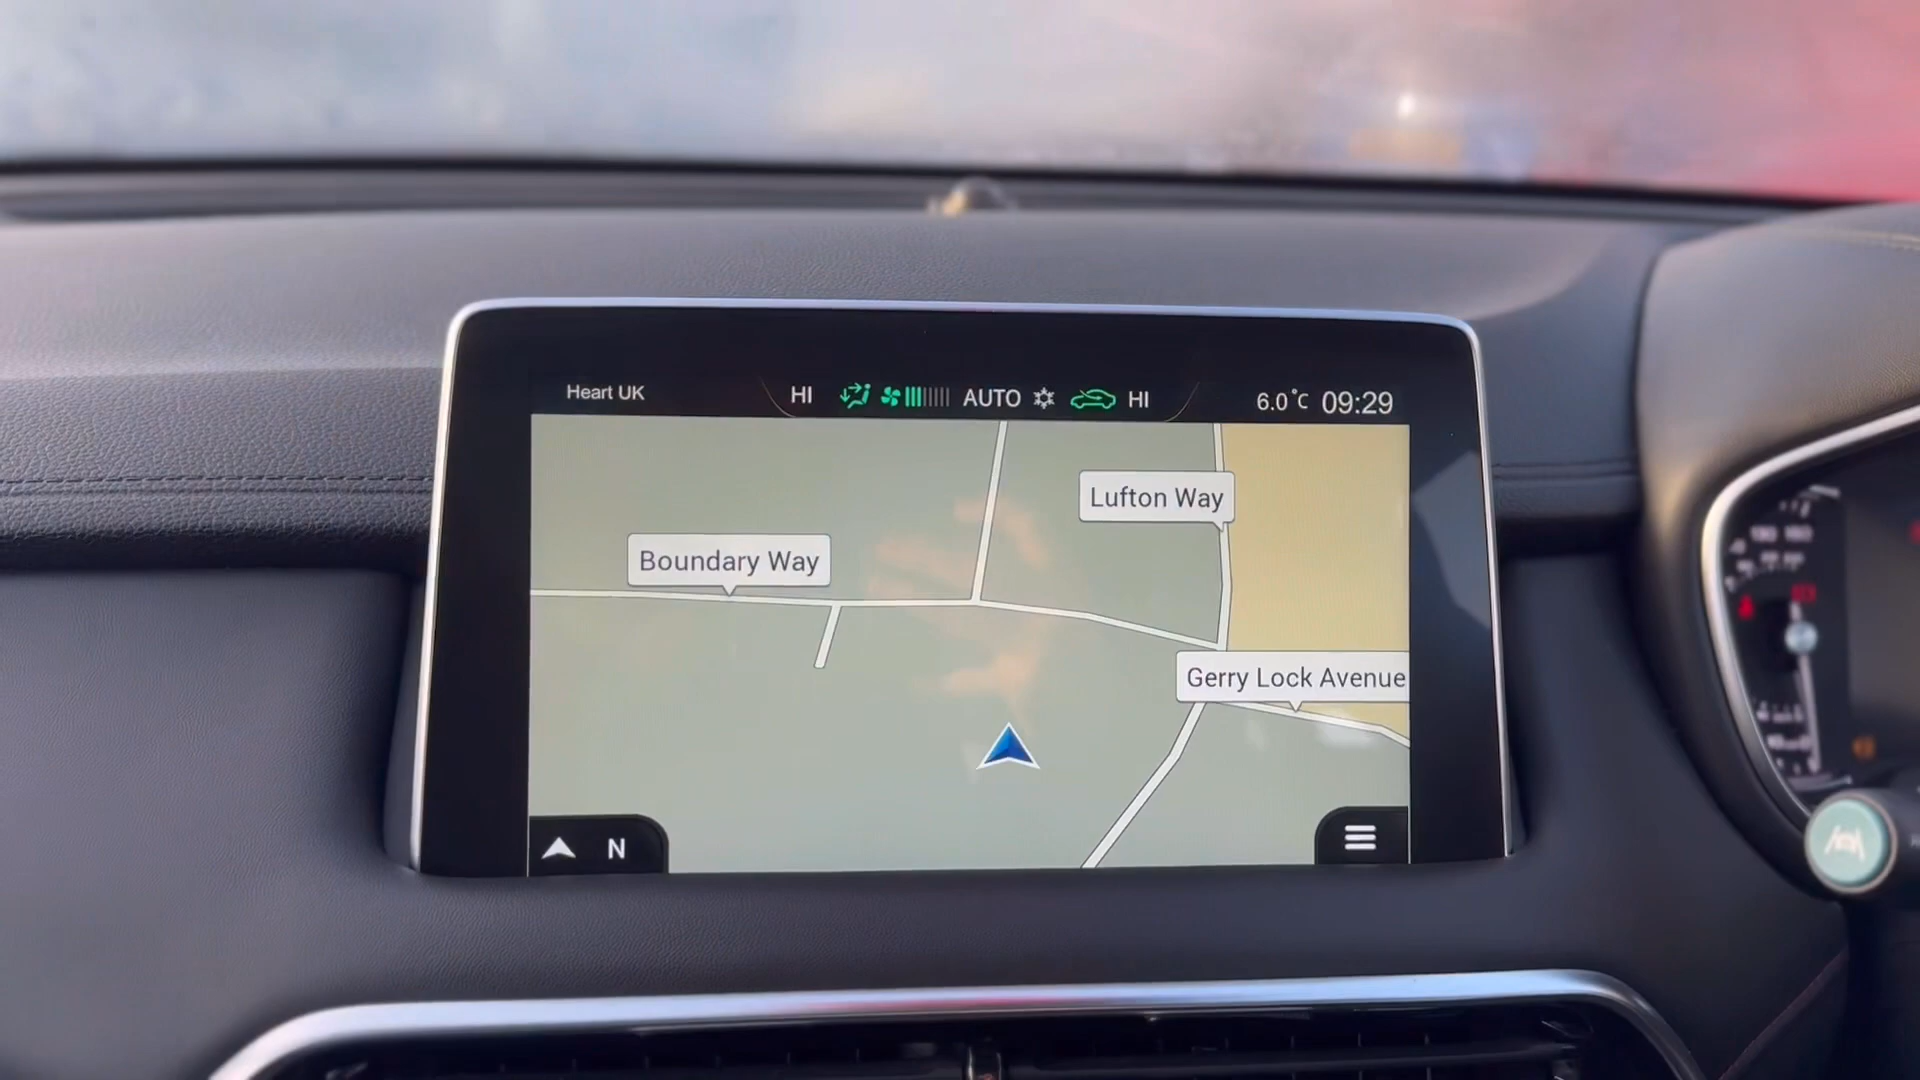 Heart UK
HI
AUTO
HI
6.0°C 09:29
Lufton Way
Boundary Way
Gerry Lock Avenue
N